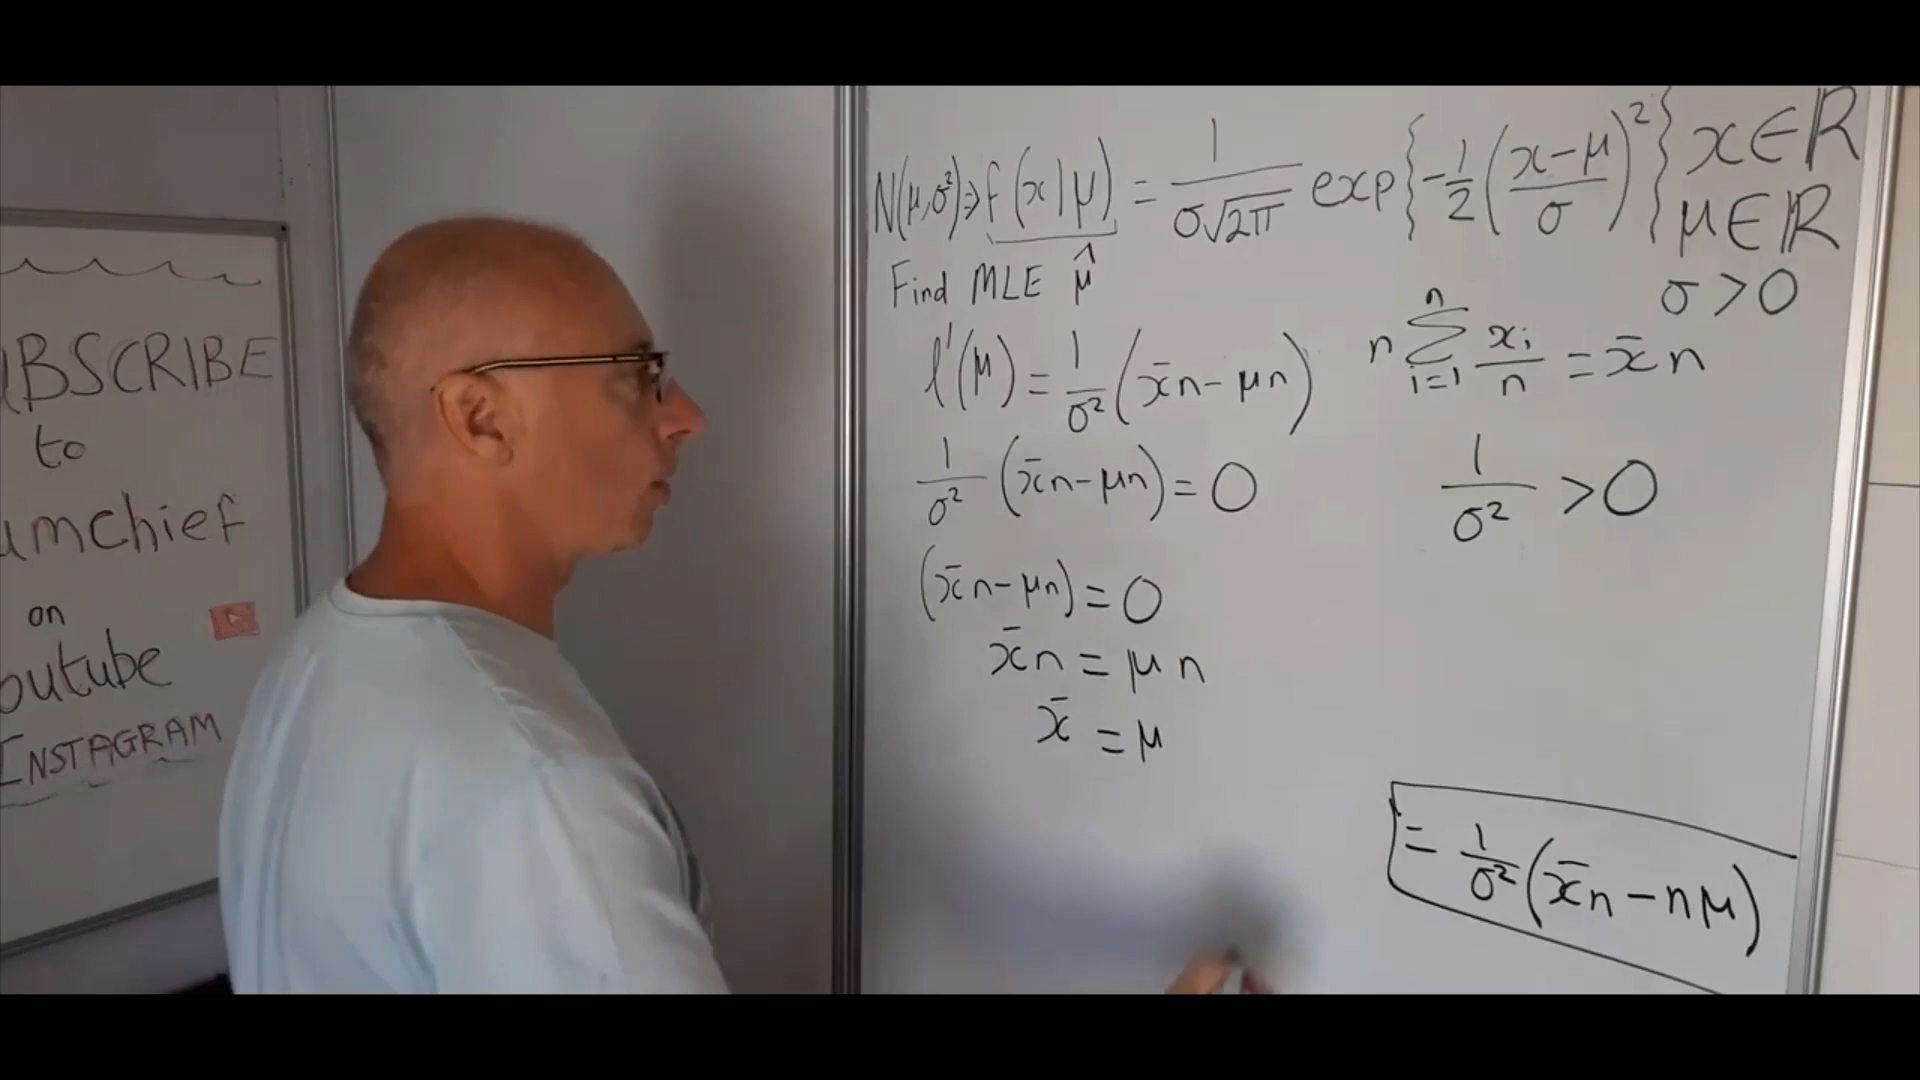 BSCRIBE
to
mchief
on
outube
INSTAGRAM
N(μ,σ²)⇒f(x|μ) = 1/(σ√2π) exp{-1/2((x-μ)/σ)²} x∈ℝ
μ∈ℝ
σ>0
Find MLE μ̂
l'(μ) = 1/σ² (x̄n-μn)
n Σ_{i=1}^{n} x_i/n = x̄n
1/σ² (x̄n-μn) = 0
1/σ² > 0
(x̄n-μn) = 0
x̄n = μn
x̄ = μ
= 1/σ² (x̄n-nμ)